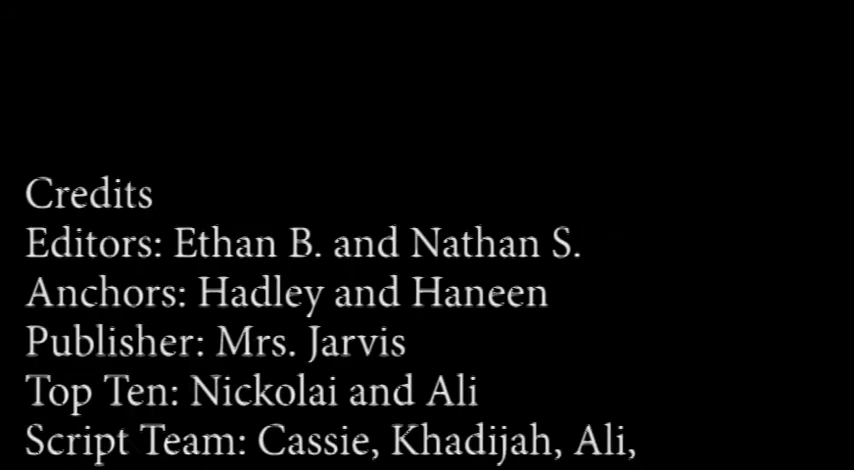 Credits
Editors: Ethan B. and Nathan S.
Anchors: Hadley and Haneen
Publisher: Mrs. Jarvis
Top Ten: Nickolai and Ali
Script Team: Cassie, Khadijah, Ali,